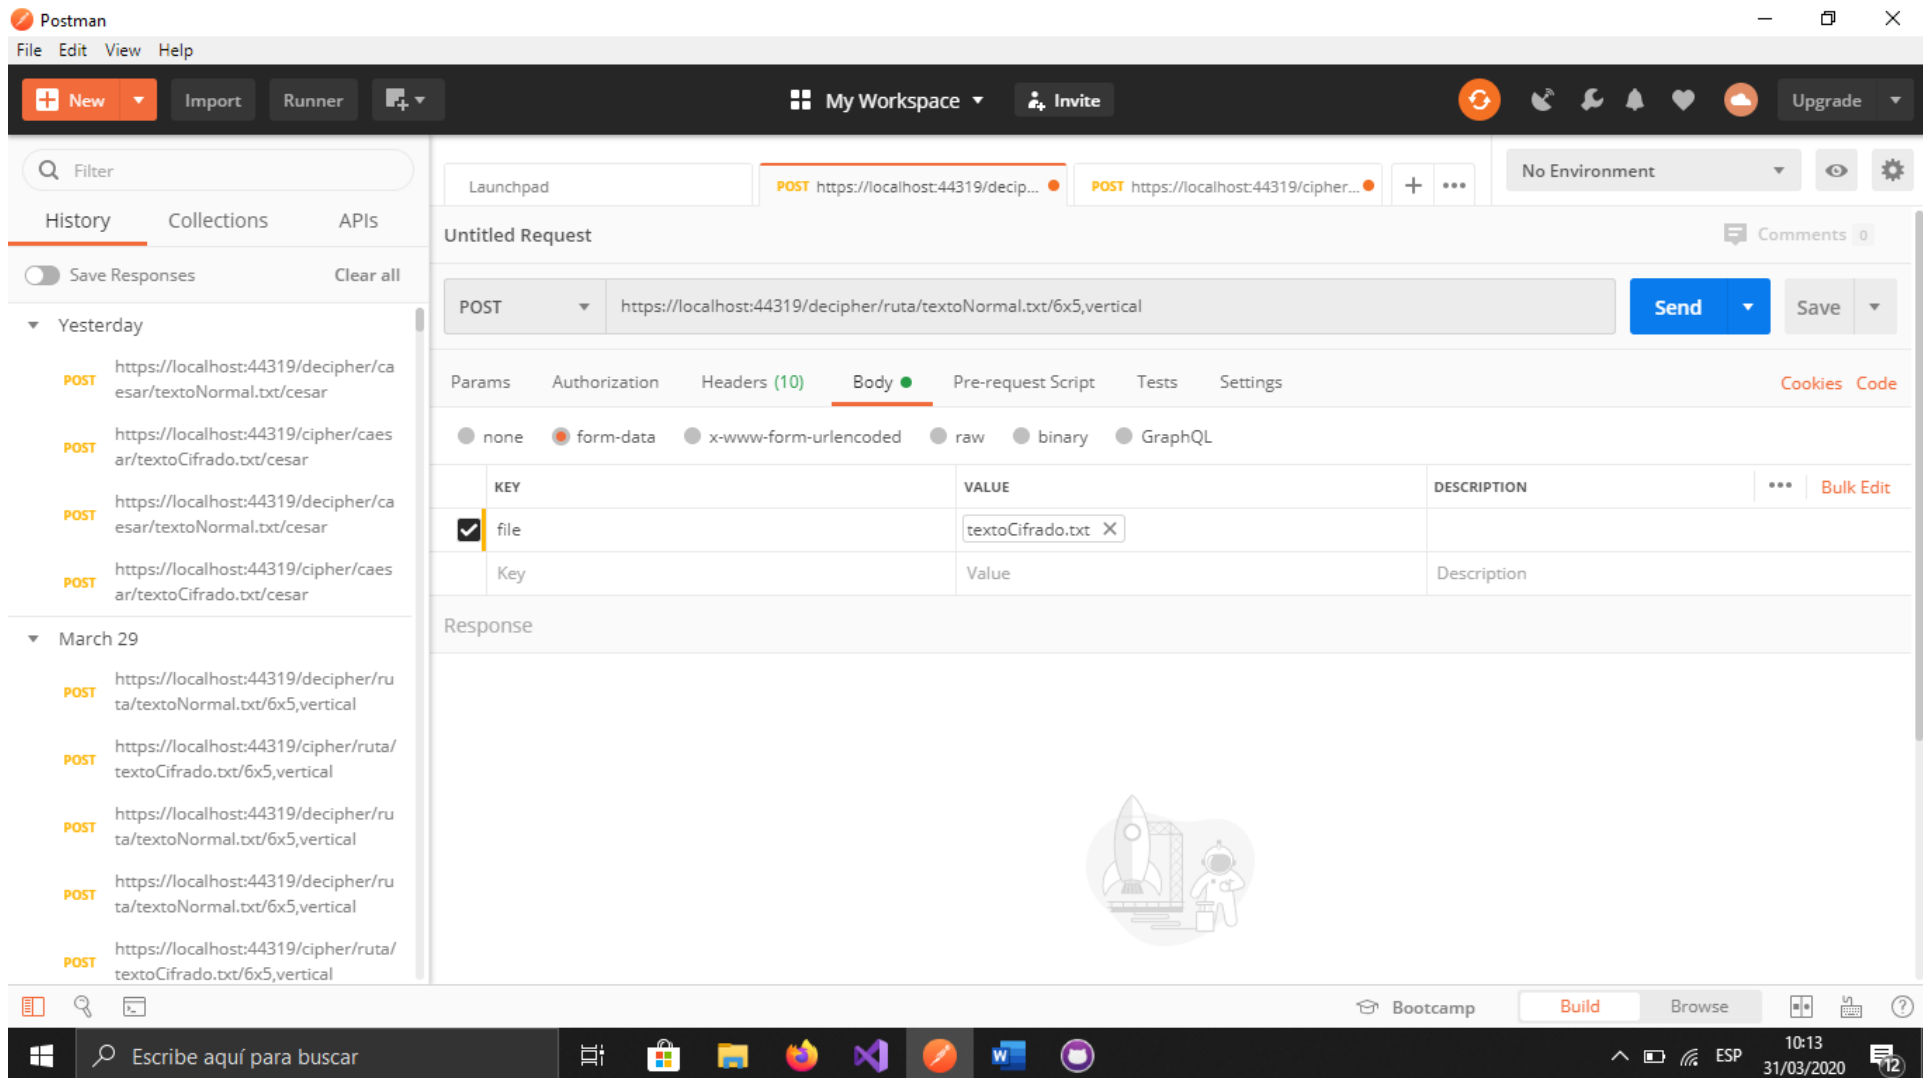 Postman
File Edit View Help
New Import Runner My Workspace Invite Upgrade
Filter
History Collections APIs
Save Responses Clear all
Yesterday
POST https://localhost:44319/decipher/ca
esar/textoNormal.txt/cesar
POST https://localhost:44319/cipher/caes
ar/textoCifrado.txt/cesar
POST https://localhost:44319/decipher/ca
esar/textoNormal.txt/cesar
POST https://localhost:44319/cipher/caes
ar/textoCifrado.txt/cesar
March 29
POST https://localhost:44319/decipher/ru
ta/textoNormal.txt/6x5,vertical
POST https://localhost:44319/cipher/ruta/
textoCifrado.txt/6x5,vertical
POST https://localhost:44319/decipher/ru
ta/textoNormal.txt/6x5,vertical
POST https://localhost:44319/decipher/ru
ta/textoNormal.txt/6x5,vertical
POST https://localhost:44319/cipher/ruta/
textoCifrado.txt/6x5,vertical
Launchpad POST https://localhost:44319/decip... POST https://localhost:44319/cipher... No Environment
Untitled Request Comments 0
POST https://localhost:44319/decipher/ruta/textoNormal.txt/6x5,vertical Send Save
Params Authorization Headers (10) Body Pre-request Script Tests Settings Cookies Code
none form-data x-www-form-urlencoded raw binary GraphQL
KEY VALUE DESCRIPTION Bulk Edit
file textoCifrado.txt
Key Value Description
Response
Bootcamp Build Browse
Escribe aquí para buscar W ESP 10:13
31/03/2020 12